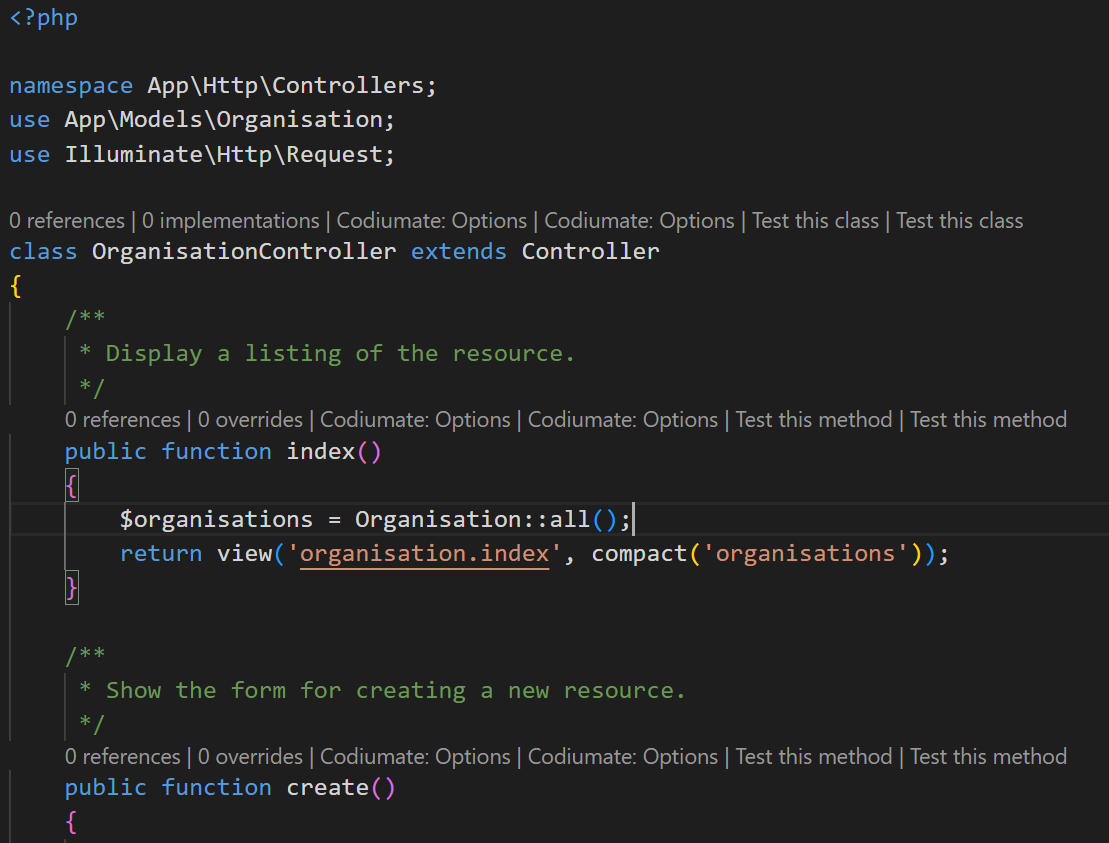 <?php
namespace App\Http\Controllers;
use App\Models\Organisation;
use Illuminate\Http\Request;
0 references | 0 implementations | Codiumate: Options | Codiumate: Options | Test this class | Test this class
class OrganisationController extends Controller
{
/**
* Display a listing of the resource.
*/
0 references | 0 overrides | Codiumate: Options | Codiumate: Options | Test this method | Test this method
public function index()
{
$organisations = Organisation::all();
return view('organisation.index', compact('organisations'));
}
/**
* Show the form for creating a new resource.
*/
0 references | 0 overrides | Codiumate: Options | Codiumate: Options | Test this method | Test this method
public function create()
{